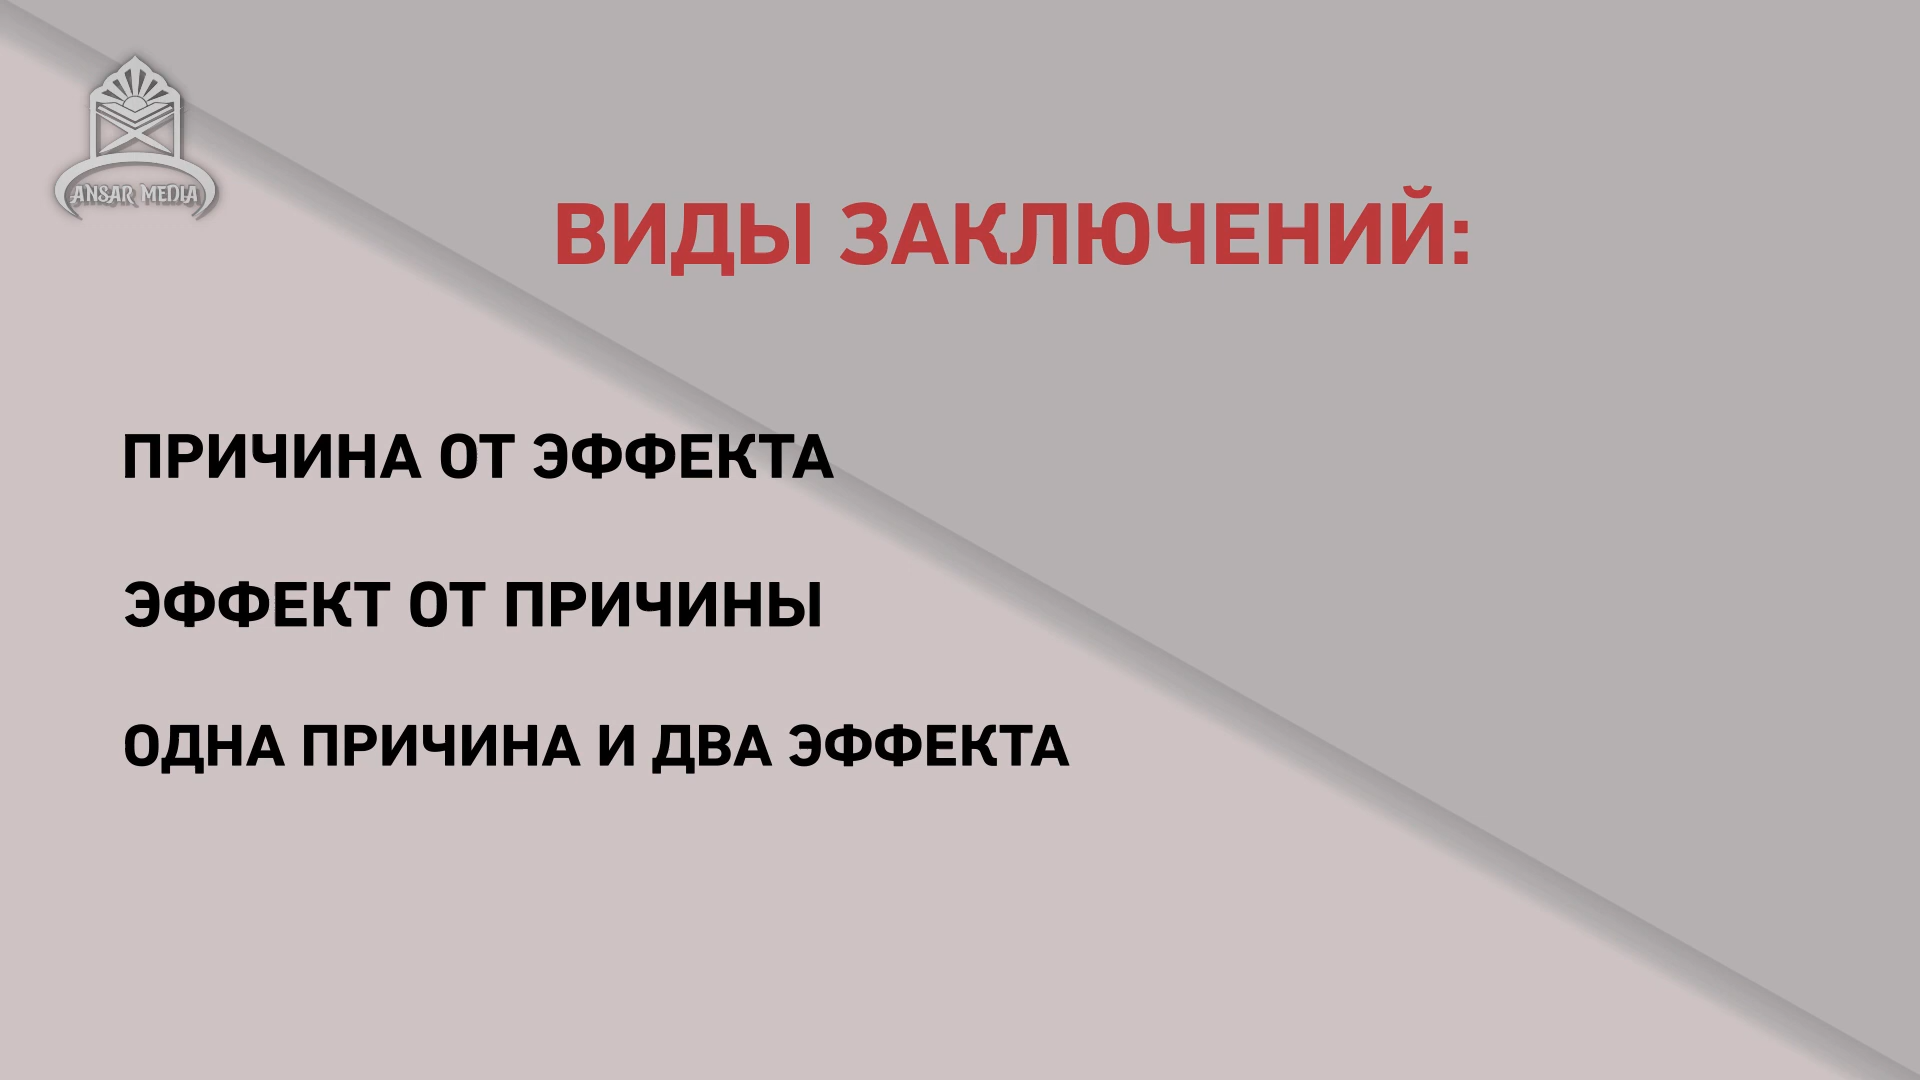 ANSAR MEDIA
ВИДЫ ЗАКЛЮЧЕНИЙ:
ПРИЧИНА ОТ ЭФФЕКТА
ЭФФЕКТ ОТ ПРИЧИНЫ
ОДНА ПРИЧИНА И ДВА ЭФФЕКТА